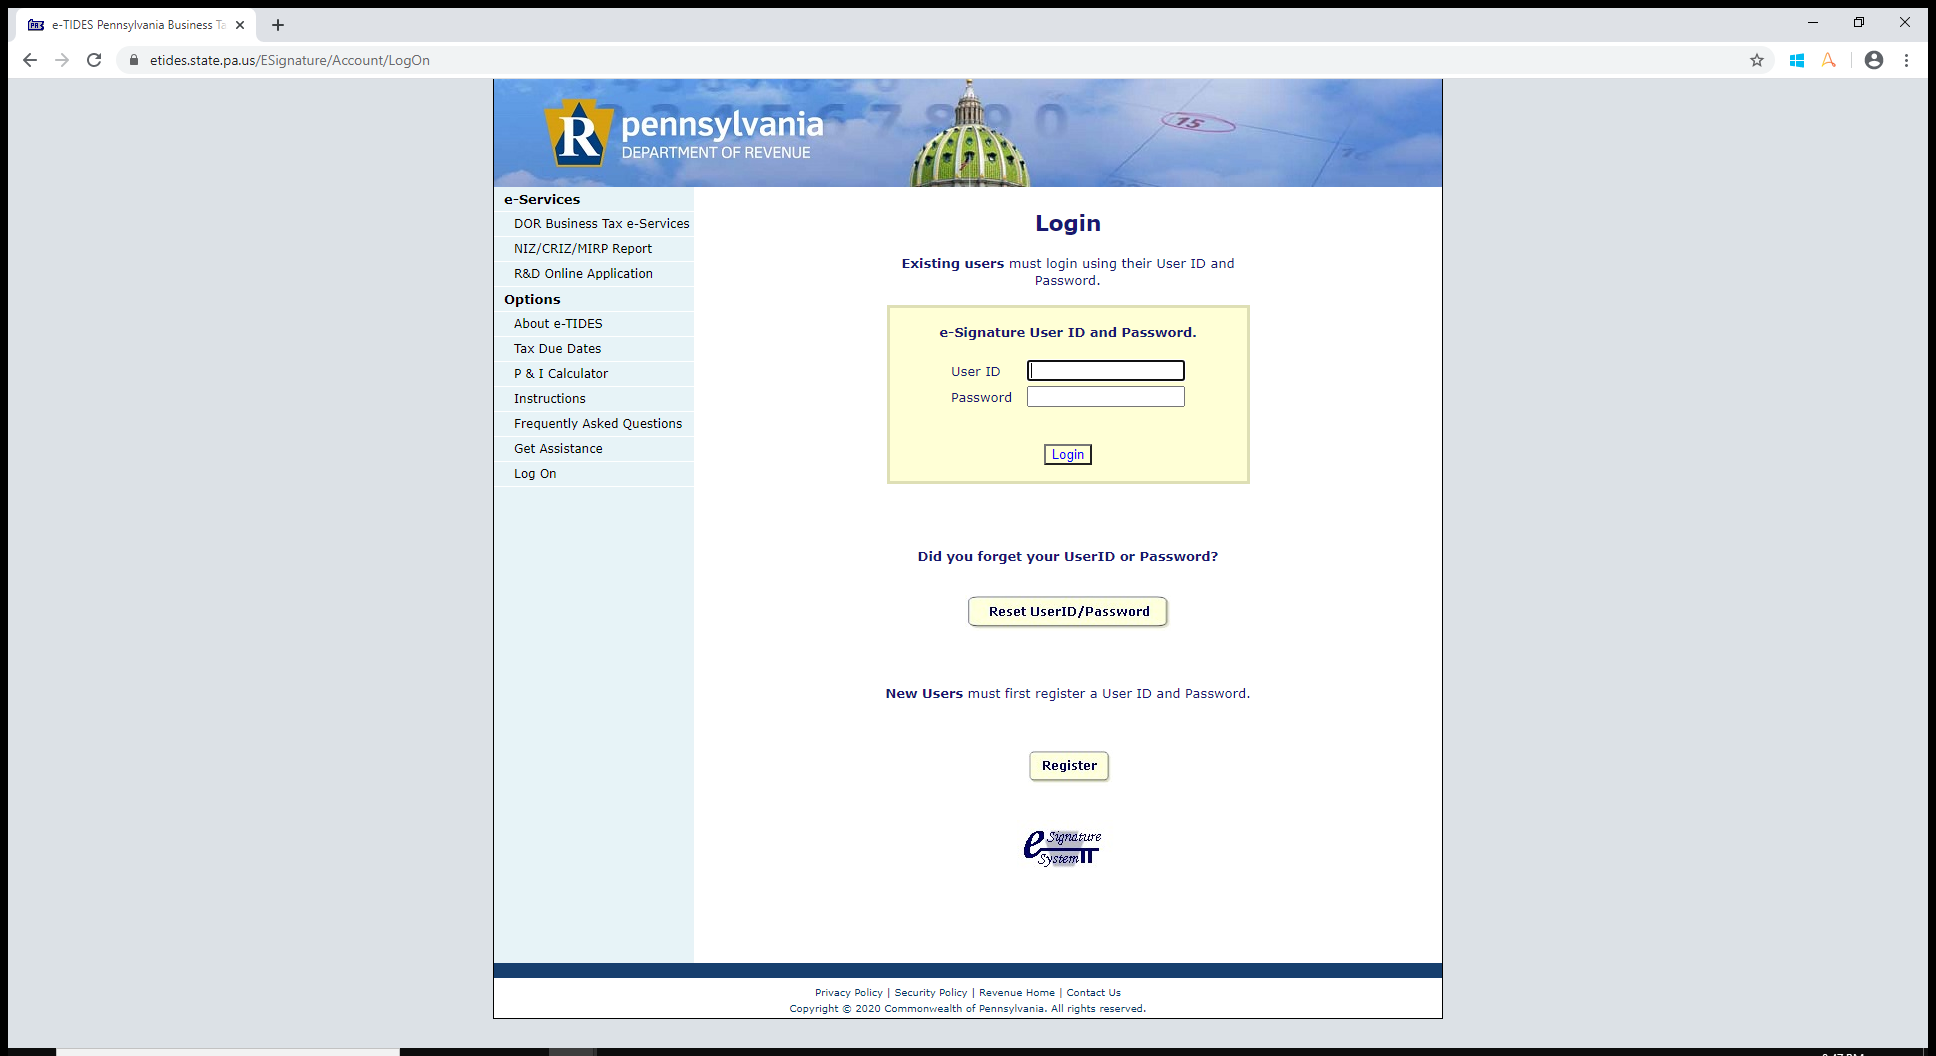 e-TIDES Pennsylvania Business Ta
etides.state.pa.us/ESignature/Account/LogOn
pennsylvania
DEPARTMENT OF REVENUE
e-Services
DOR Business Tax e-Services
NIZ/CRIZ/MIRP Report
R&D Online Application
Options
About e-TIDES
Tax Due Dates
P & I Calculator
Instructions
Frequently Asked Questions
Get Assistance
Log On
Login
Existing users must login using their User ID and
Password.
e-Signature User ID and Password.
User ID
Password
Login
Did you forget your UserID or Password?
Reset UserID/Password
New Users must first register a User ID and Password.
Register
e Signature
System
Privacy Policy | Security Policy | Revenue Home | Contact Us
Copyright © 2020 Commonwealth of Pennsylvania. All rights reserved.